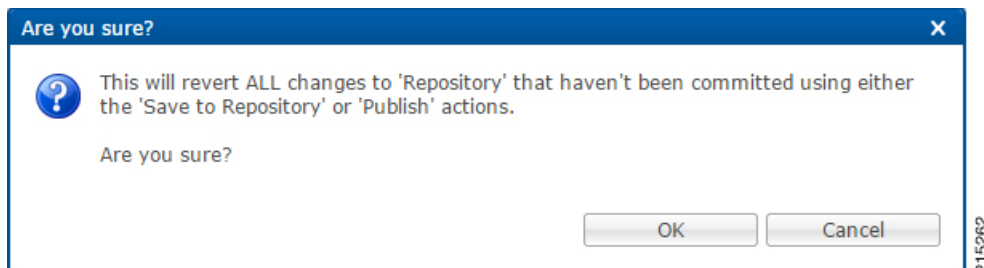 Are you sure?
X
This will revert ALL changes to 'Repository' that haven't been committed using either
the 'Save to Repository' or 'Publish' actions.
Are you sure?
OK
Cancel
215262